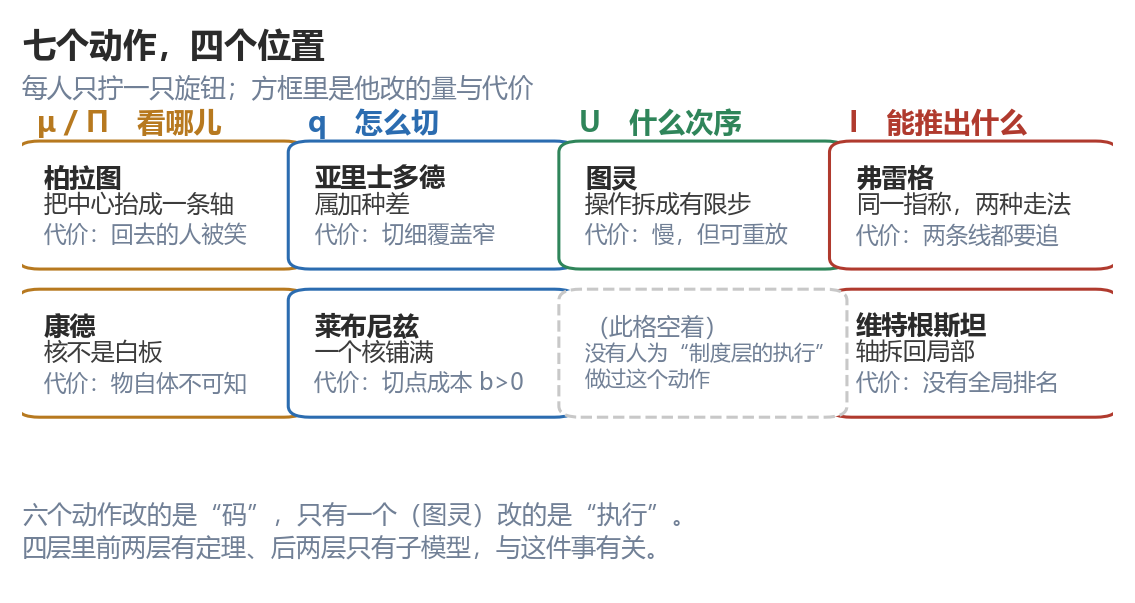 七个动作，四个位置
每人只拧一只旋钮；方框里是他改的量与代价
μ / Π 看哪儿
q 怎么切
U 什么次序
I 能推出什么
柏拉图
把中心抬成一条轴
代价：回去的人被笑
亚里士多德
属加种差
代价：切细覆盖窄
图灵
操作拆成有限步
代价：慢，但可重放
弗雷格
同一指称，两种走法
代价：两条线都要追
康德
核不是白板
代价：物自体不可知
莱布尼兹
一个核铺满
代价：切点成本 b>0
（此格空着）
没有人为“制度层的执行”
做过这个动作
维特根斯坦
轴拆回局部
代价：没有全局排名
六个动作改的是“码”，只有一个（图灵）改的是“执行”。
四层里前两层有定理、后两层只有子模型，与这件事有关。